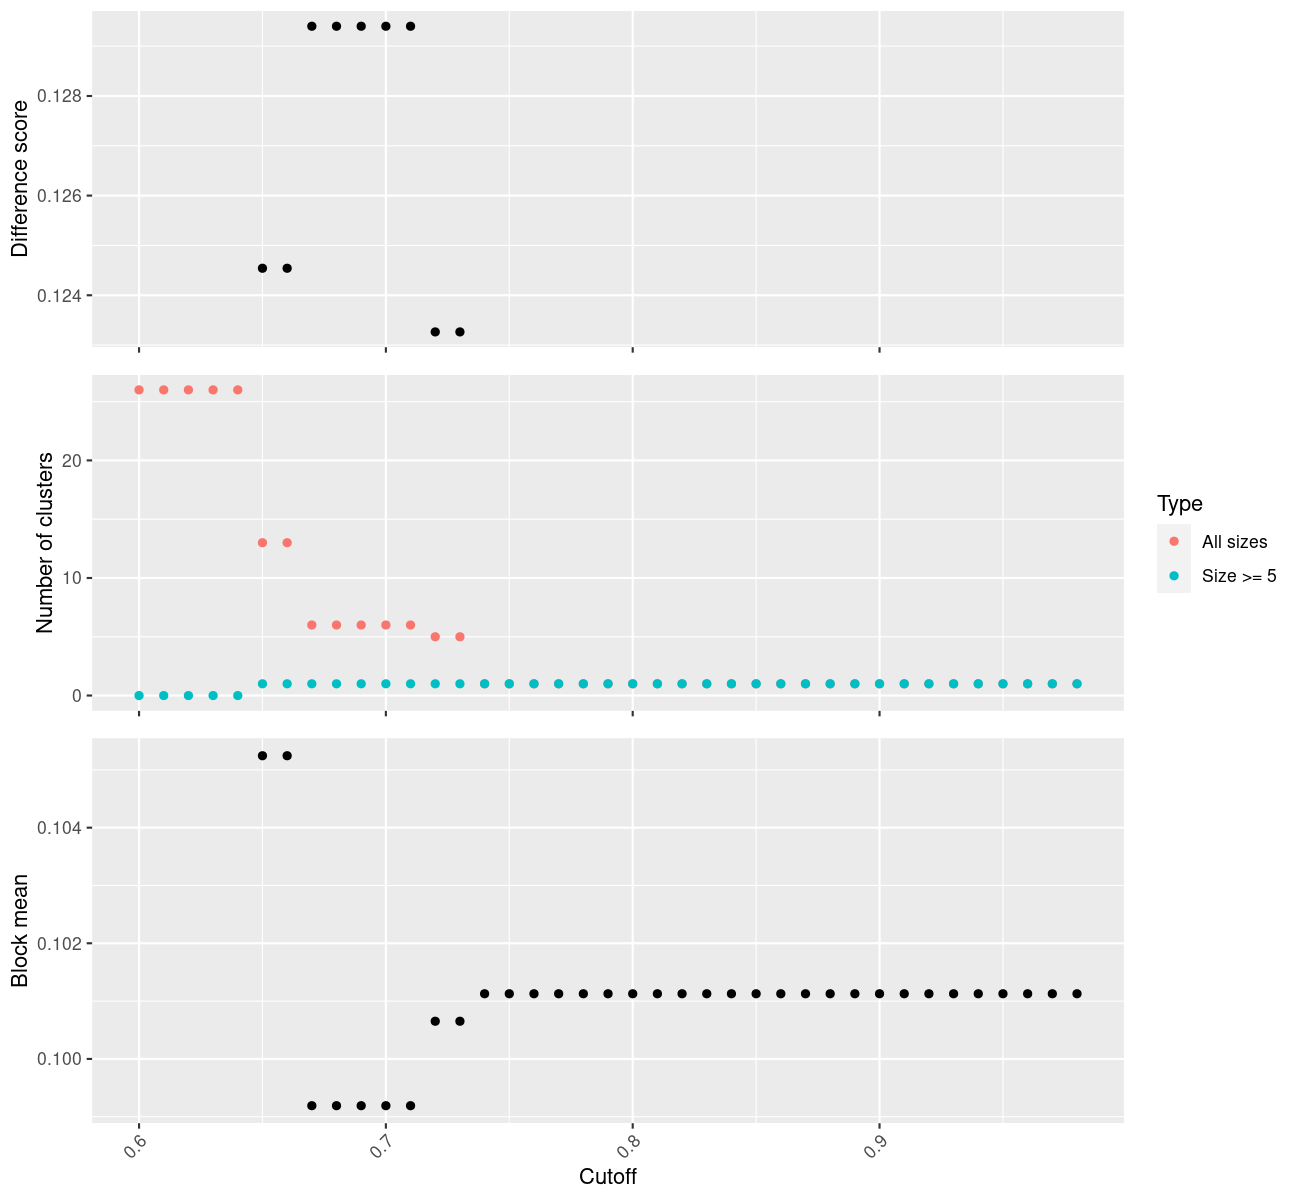 Difference score
0.128
0.126
0.124
Number of clusters
20
10
0
Type
All sizes
Size >= 5
Block mean
0.104
0.102
0.100
0.6
0.7
0.8
0.9
Cutoff